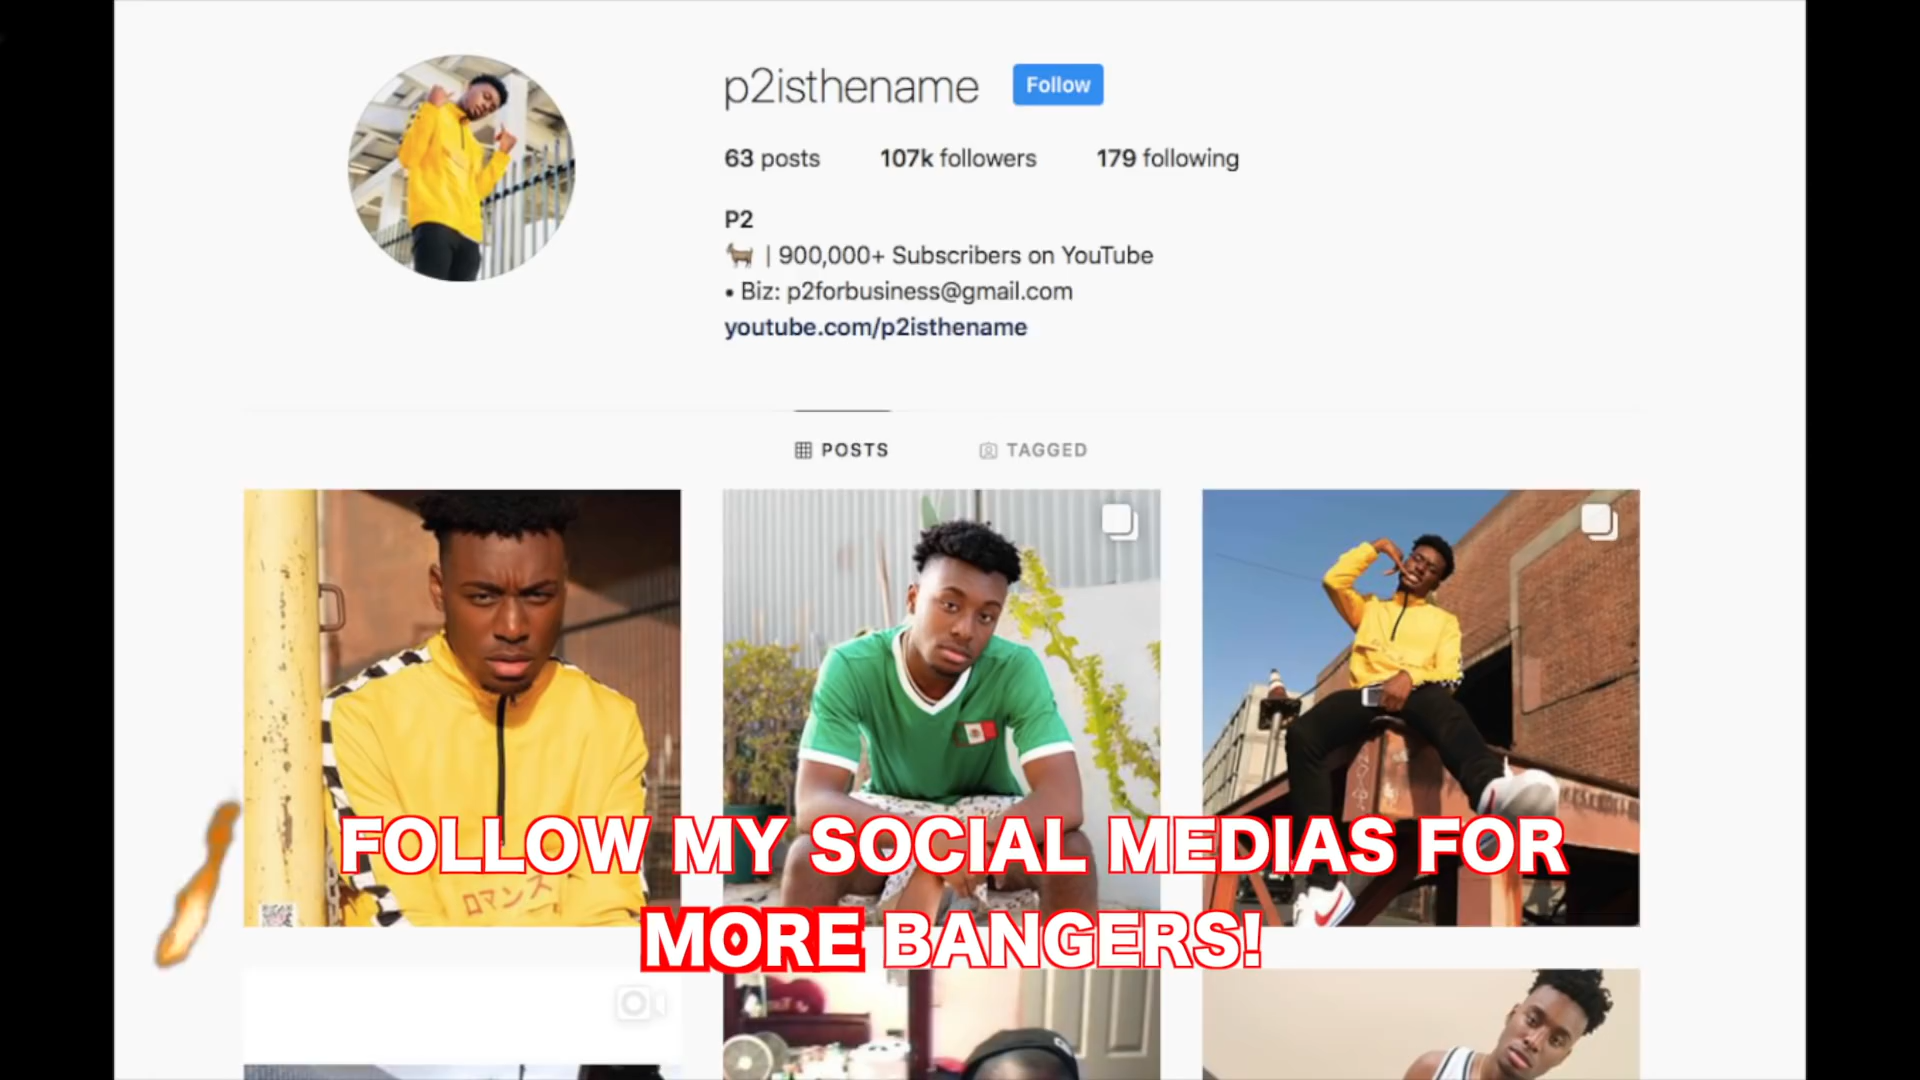 p2isthename Follow
63 posts 107k followers 179 following
P2
🐐 | 900,000+ Subscribers on YouTube
• Biz: p2forbusiness@gmail.com
youtube.com/p2isthename
POSTS TAGGED
ロマンス
FOLLOW MY SOCIAL MEDIAS FOR
MORE BANGERS!